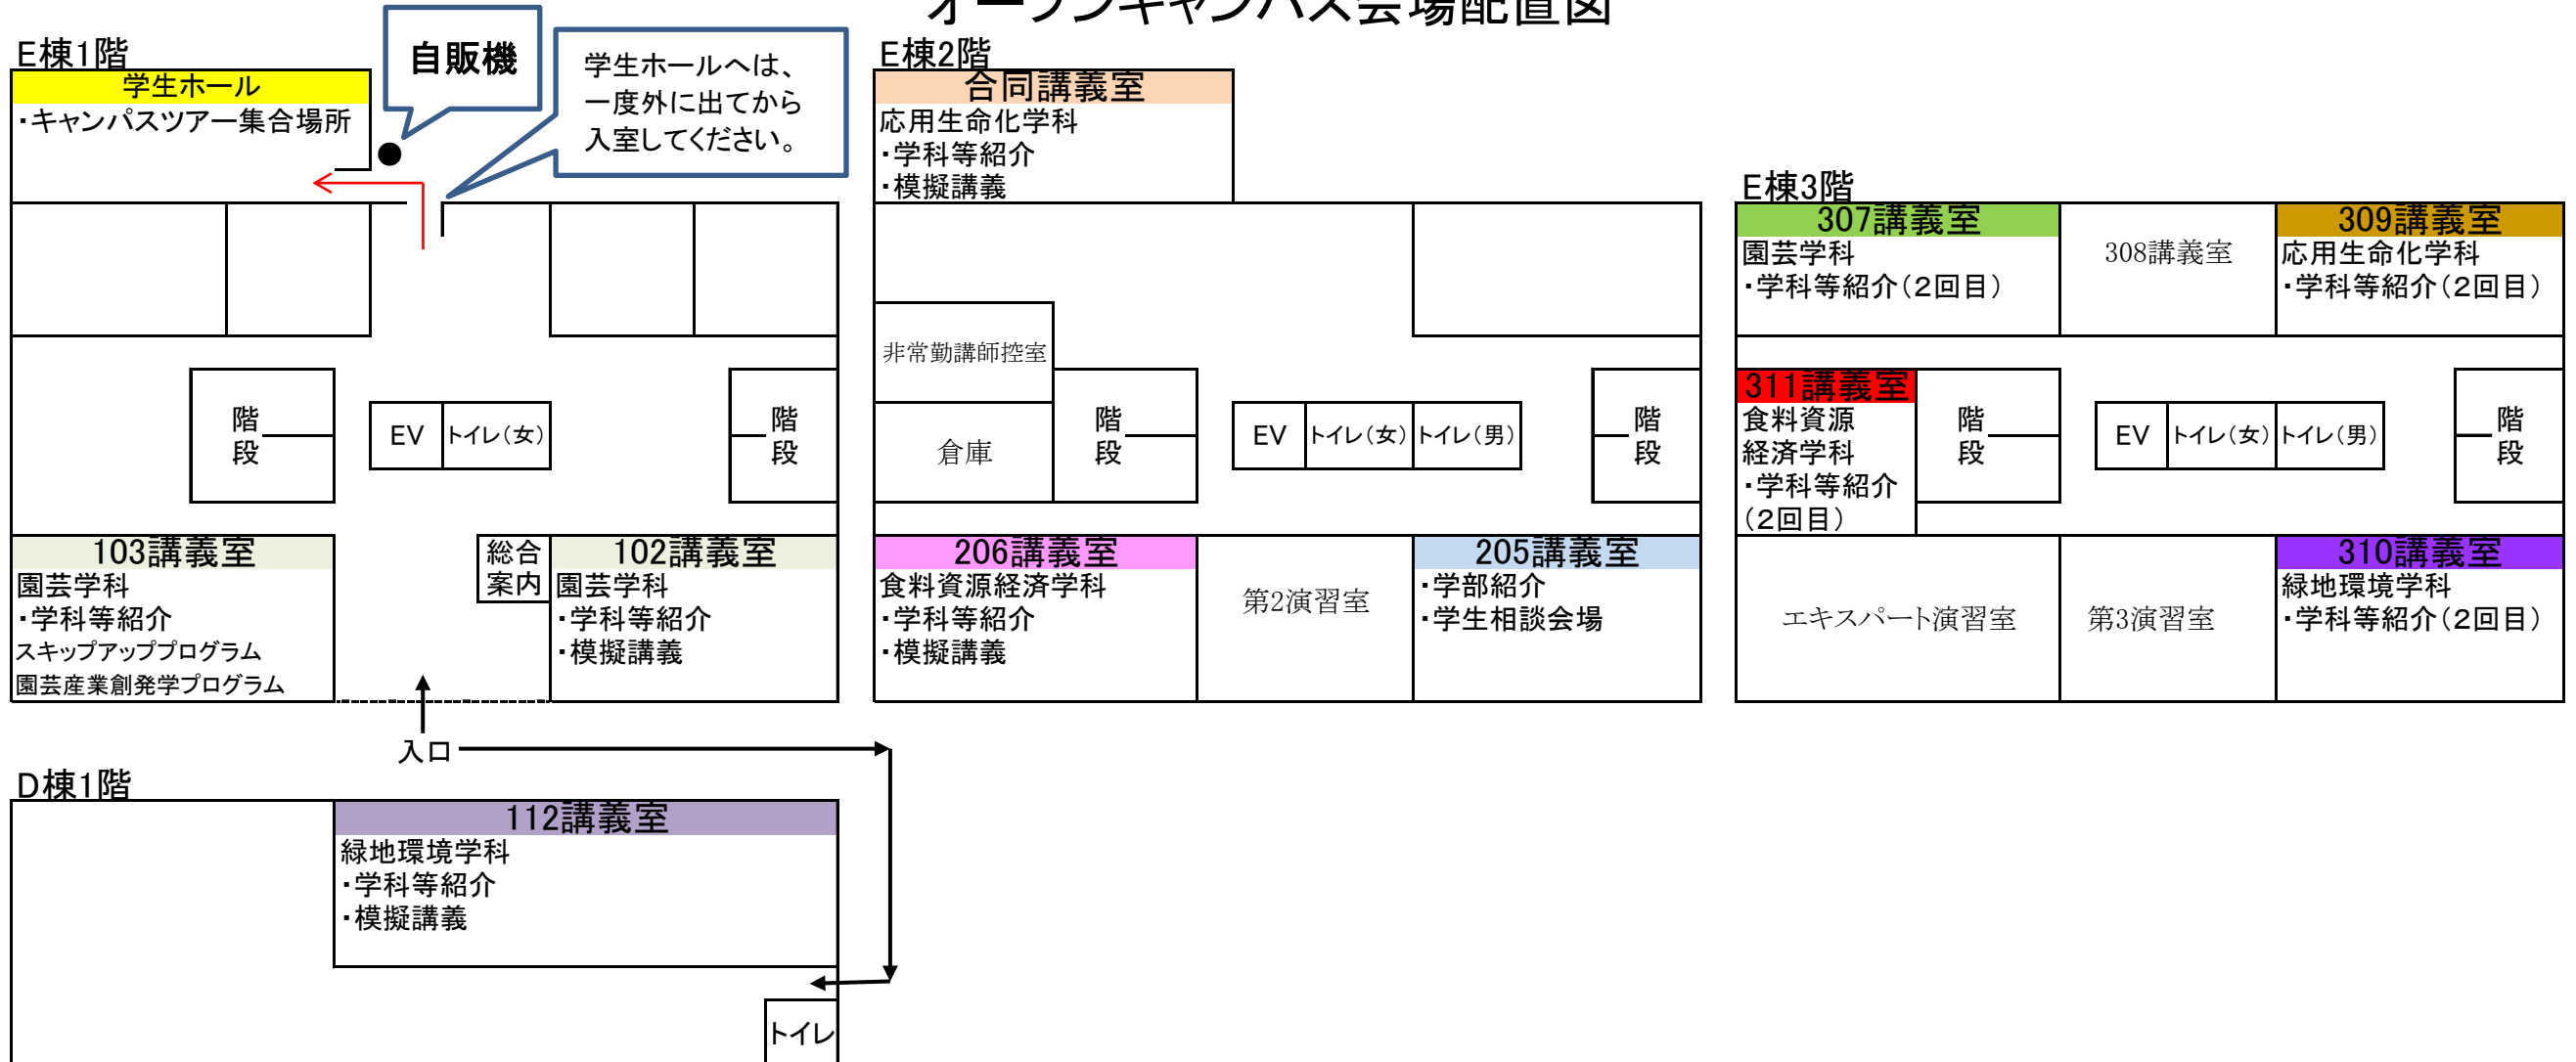 オープンキャンパス会場配置図
E棟1階
学生ホール
・キャンパスツアー集合場所
自販機
学生ホールへは、
一度外に出てから
入室してください。
階
段
EV
トイレ(女)
階
段
103講義室
園芸学科
・学科等紹介
スキップアッププログラム
園芸産業創発学プログラム
総合
案内
102講義室
園芸学科
・学科等紹介
・模擬講義
入口
E棟2階
合同講義室
応用生命化学科
・学科等紹介
・模擬講義
非常勤講師控室
倉庫
階
段
EV
トイレ(女)
トイレ(男)
階
段
206講義室
食料資源経済学科
・学科等紹介
・模擬講義
第2演習室
205講義室
・学部紹介
・学生相談会場
E棟3階
307講義室
園芸学科
・学科等紹介(2回目)
308講義室
309講義室
応用生命化学科
・学科等紹介(2回目)
311講義室
食料資源
経済学科
・学科等紹介
(2回目)
階
段
EV
トイレ(女)
トイレ(男)
階
段
エキスパート演習室
第3演習室
310講義室
緑地環境学科
・学科等紹介(2回目)
D棟1階
112講義室
緑地環境学科
・学科等紹介
・模擬講義
トイレ